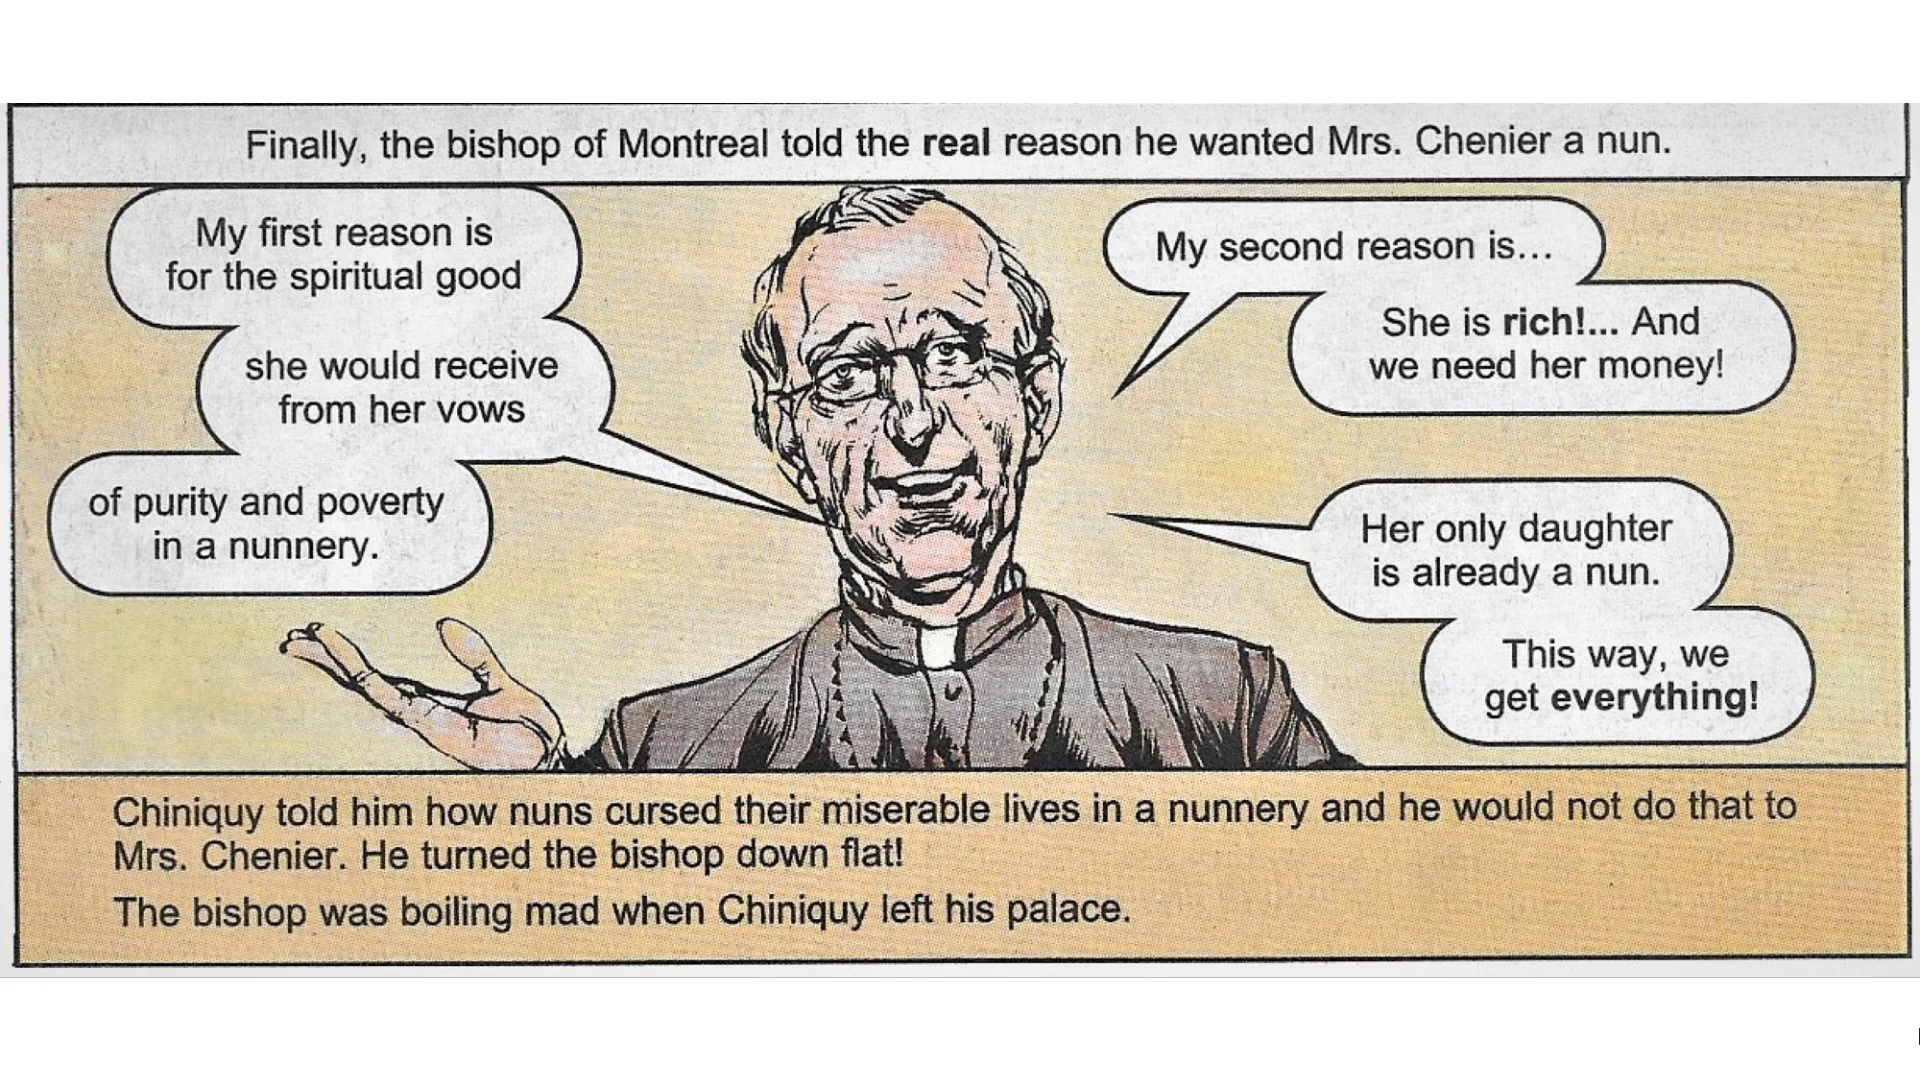 Finally, the bishop of Montreal told the real reason he wanted Mrs. Chenier a nun.
My first reason is
for the spiritual good
she would receive
from her vows
of purity and poverty
in a nunnery.
My second reason is...
She is rich!... And
we need her money!
Her only daughter
is already a nun.
This way, we
get everything!
Chiniquy told him how nuns cursed their miserable lives in a nunnery and he would not do that to
Mrs. Chenier. He turned the bishop down flat!
The bishop was boiling mad when Chiniquy left his palace.